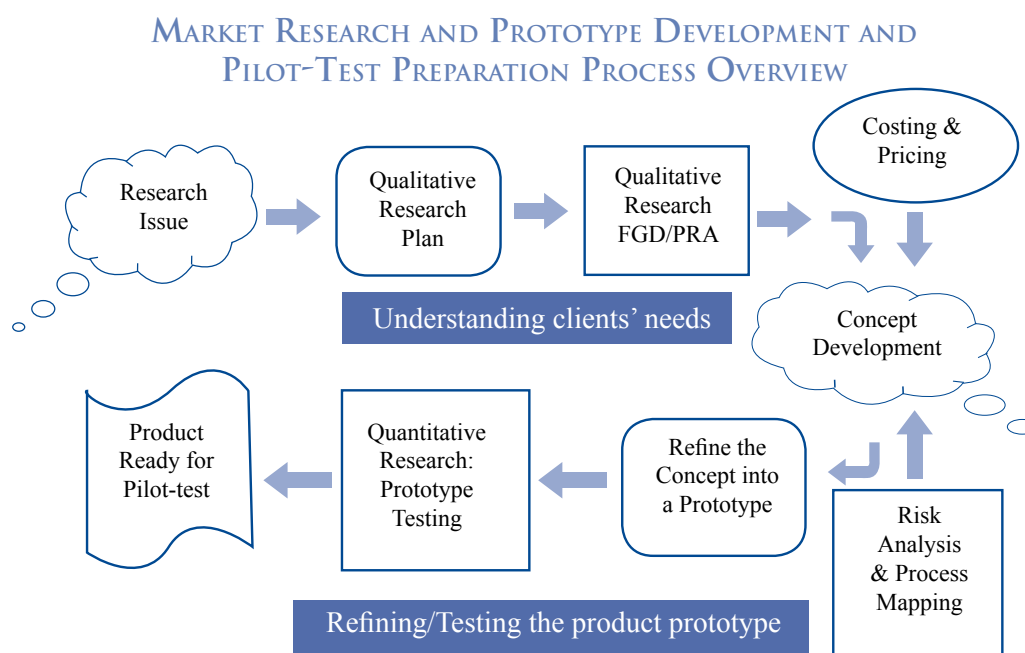 MARKET RESEARCH AND PROTOTYPE DEVELOPMENT AND
PILOT-TEST PREPARATION PROCESS OVERVIEW
Costing &
Pricing
Research
Issue
Qualitative
Research
Plan
Qualitative
Research
FGD/PRA
Understanding clients’ needs
Concept
Development
Product
Ready for
Pilot-test
Quantitative
Research:
Prototype
Testing
Refine the
Concept into
a Prototype
Risk
Analysis
& Process
Mapping
Refining/Testing the product prototype